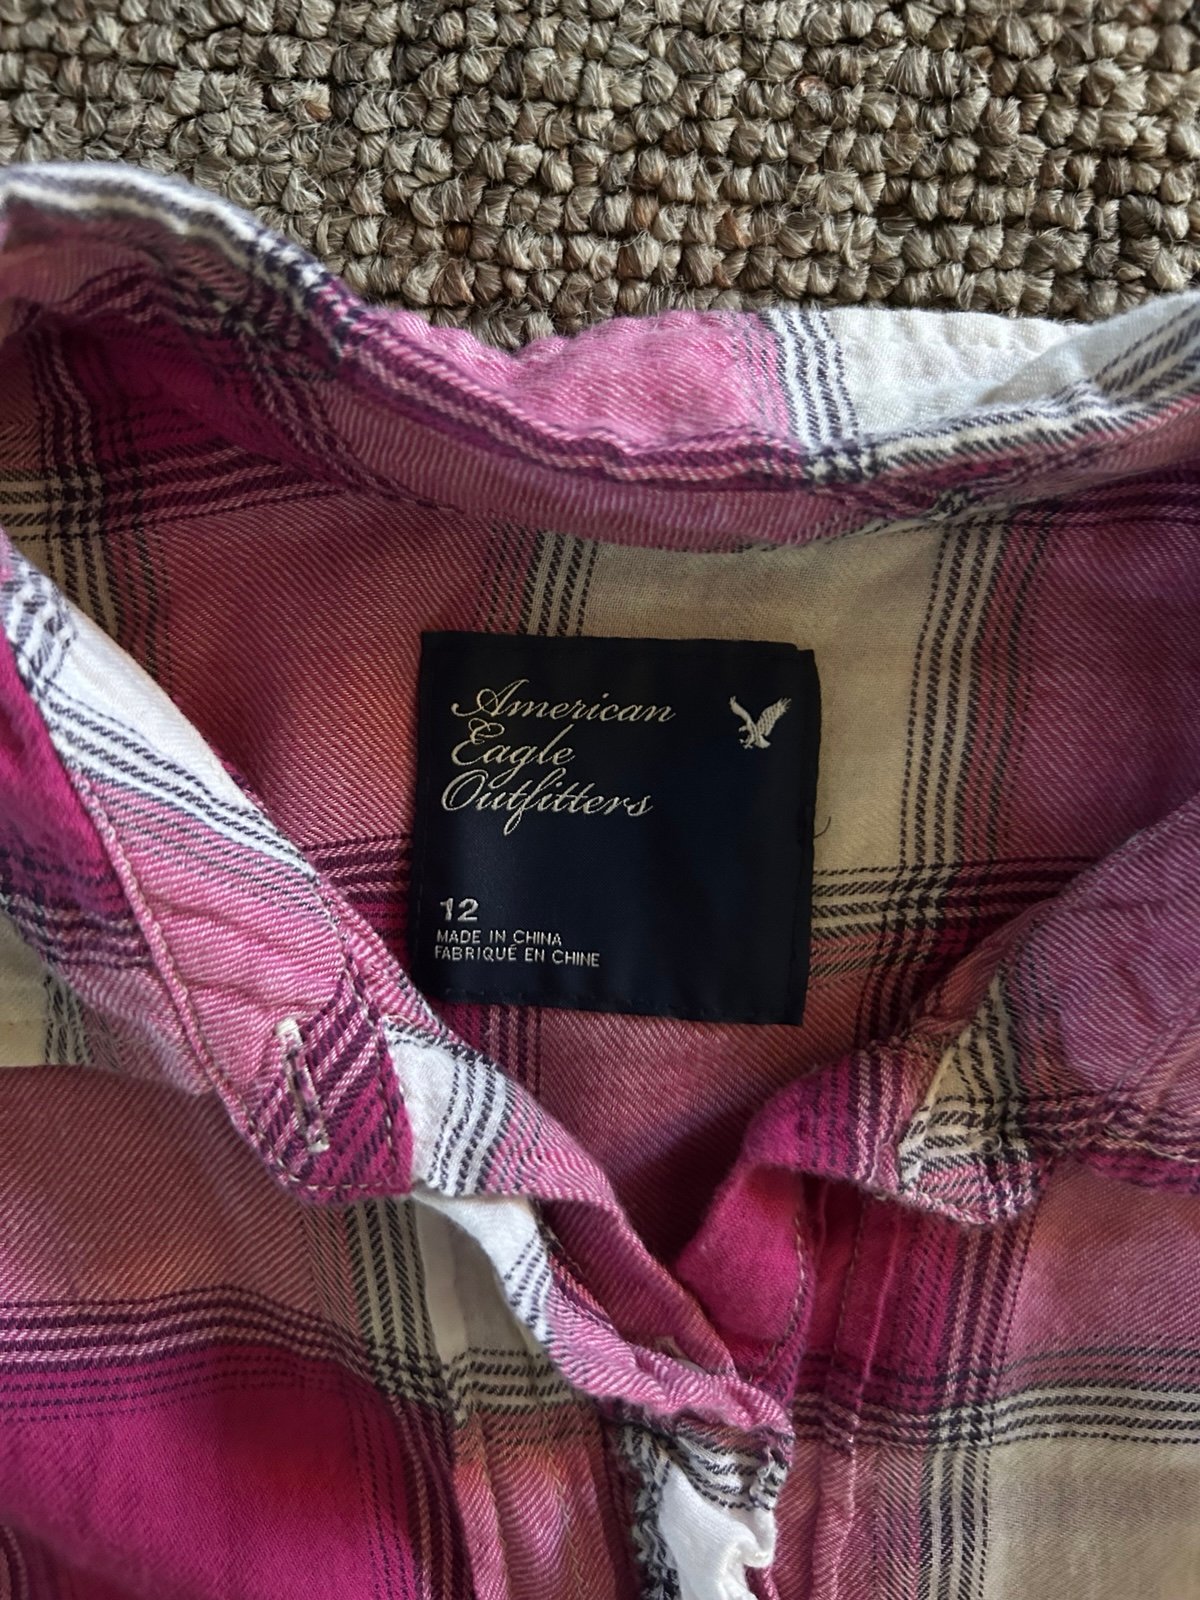 American
Eagle
Outfitters
12
MADE IN CHINA
FABRIQUÉ EN CHINE